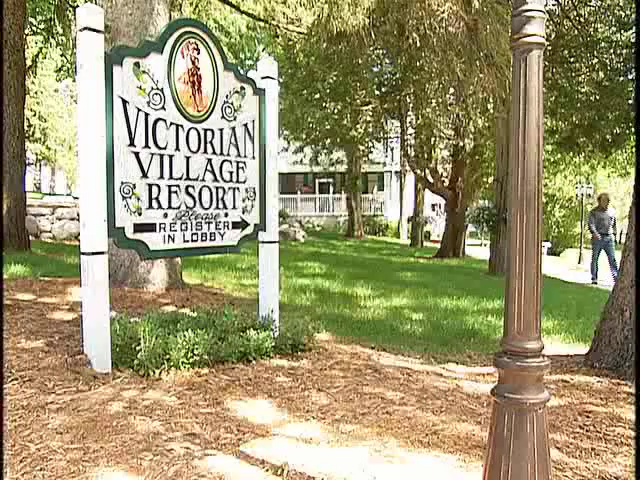 VICTORIAN
VILLAGE
RESORT
Please
REGISTER
IN LOBBY